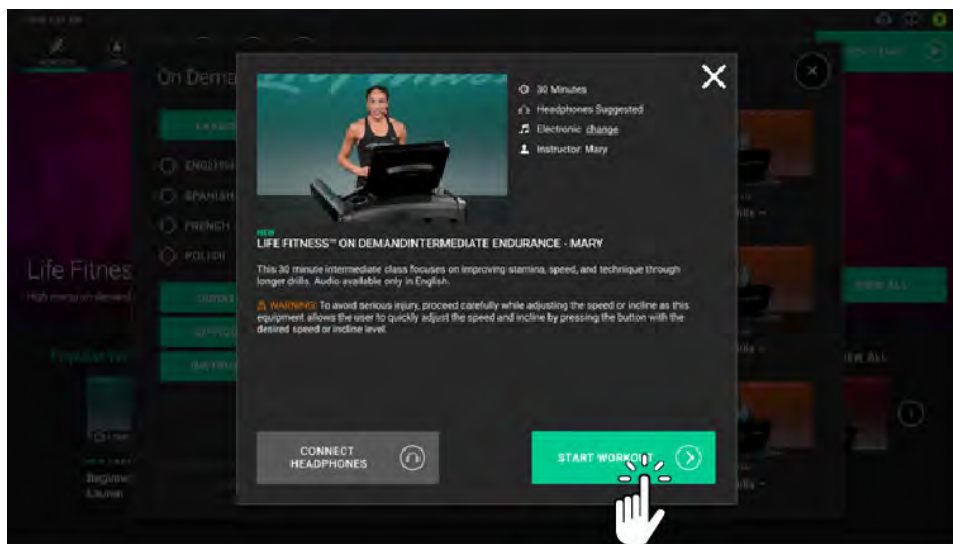 On Dema
ENGLISH
SPANISH
FRENCH
POLISH
Life Fitnes
VIEW ALL
30 Minutes
Headphones Suggested
Electronic change
Instructor: Mary
NEW
LIFE FITNESS™ ON DEMANDINTERMEDIATE ENDURANCE - MARY
This 30 minute intermediate class focuses on improving stamina, speed, and technique through
longer drills. Audio available only in English.
WARNING: To avoid serious injury, proceed carefully while adjusting the speed or incline as this
equipment allows the user to quickly adjust the speed and incline by pressing the button with the
desired speed or incline level.
CONNECT
HEADPHONES
START WORKOUT